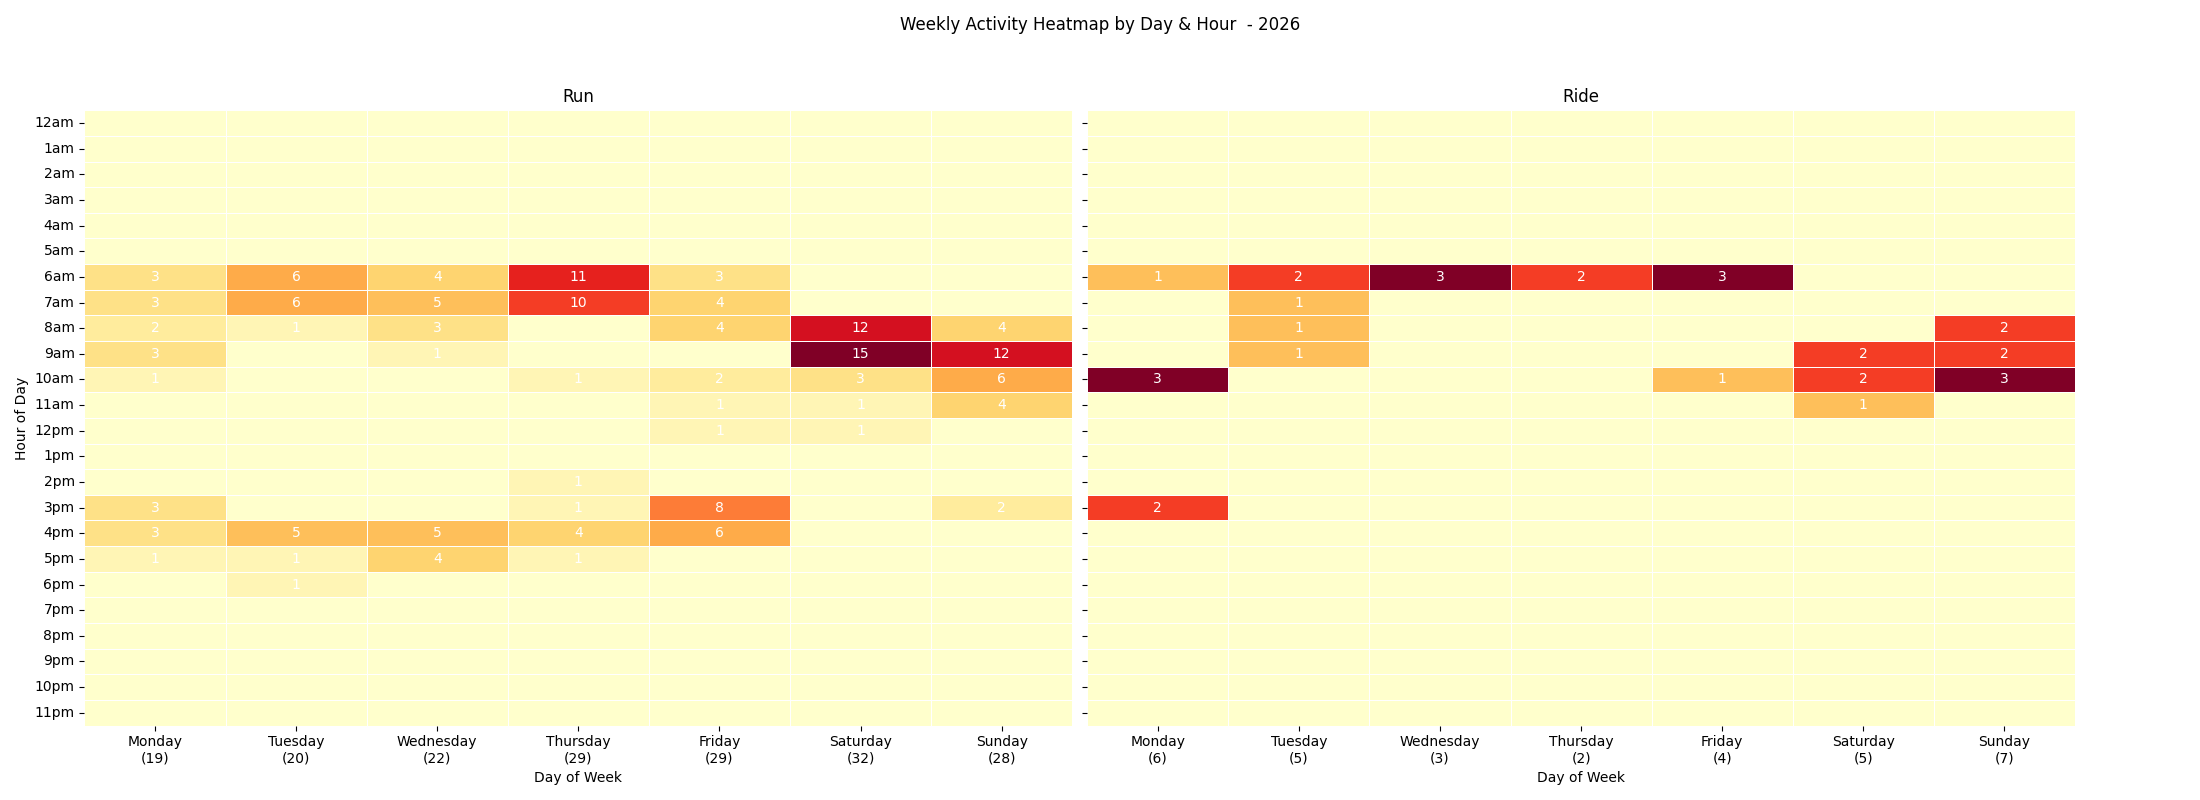 Weekly Activity Heatmap by Day & Hour  - 2026
Run
Ride
Hour of Day
12am
1am
2am
3am
4am
5am
6am 3 6 4 11 3 1 2 3 2 3
7am 3 6 5 10 4 1
8am 2 1 3 4 12 4 1 2
9am 3 1 15 12 1 2 2
10am 1 1 2 3 6 3 1 2 3
11am 1 1 4 1
12pm 1 1
1pm
2pm 1
3pm 3 1 8 2 2
4pm 3 5 5 4 6
5pm 1 1 4 1
6pm 1
7pm
8pm
9pm
10pm
11pm
Monday Tuesday Wednesday Thursday Friday Saturday Sunday Monday Tuesday Wednesday Thursday Friday Saturday Sunday
(19) (20) (22) (29) (29) (32) (28) (6) (5) (3) (2) (4) (5) (7)
Day of Week Day of Week